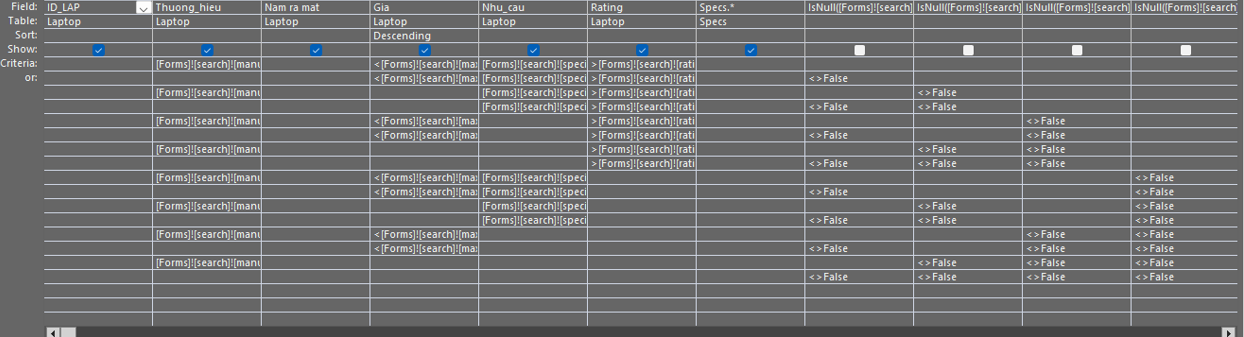 Field: ID_LAP Thuong_hieu Nam ra mat Gia Nhu_cau Rating Specs.* IsNull([Forms]![search] IsNull([Forms]![search] IsNull([Forms]![search] IsNull([Forms]![search]
Table: Laptop Laptop Laptop Laptop Laptop Laptop Specs
Sort: Descending
Show:
Criteria: [Forms]![search]![manu <[Forms]![search]![ma [Forms]![search]![speci >[Forms]![search]![rati
or: <[Forms]![search]![ma [Forms]![search]![speci >[Forms]![search]![rati <>False
[Forms]![search]![manu [Forms]![search]![speci >[Forms]![search]![rati <>False
[Forms]![search]![speci >[Forms]![search]![rati <>False <>False
[Forms]![search]![manu <[Forms]![search]![ma >[Forms]![search]![rati <>False
<[Forms]![search]![ma >[Forms]![search]![rati <>False <>False
[Forms]![search]![manu >[Forms]![search]![rati <>False <>False
>[Forms]![search]![rati <>False <>False <>False
[Forms]![search]![manu <[Forms]![search]![ma [Forms]![search]![speci <>False
<[Forms]![search]![ma [Forms]![search]![speci <>False <>False
[Forms]![search]![manu [Forms]![search]![speci <>False <>False
[Forms]![search]![speci <>False <>False <>False
[Forms]![search]![manu <[Forms]![search]![ma <>False <>False
<[Forms]![search]![ma <>False <>False <>False
[Forms]![search]![manu <>False <>False <>False
<>False <>False <>False <>False